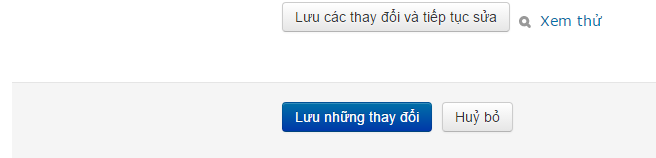 Lưu các thay đổi và tiếp tục sửa Xem thử
Lưu những thay đổi Huỷ bỏ